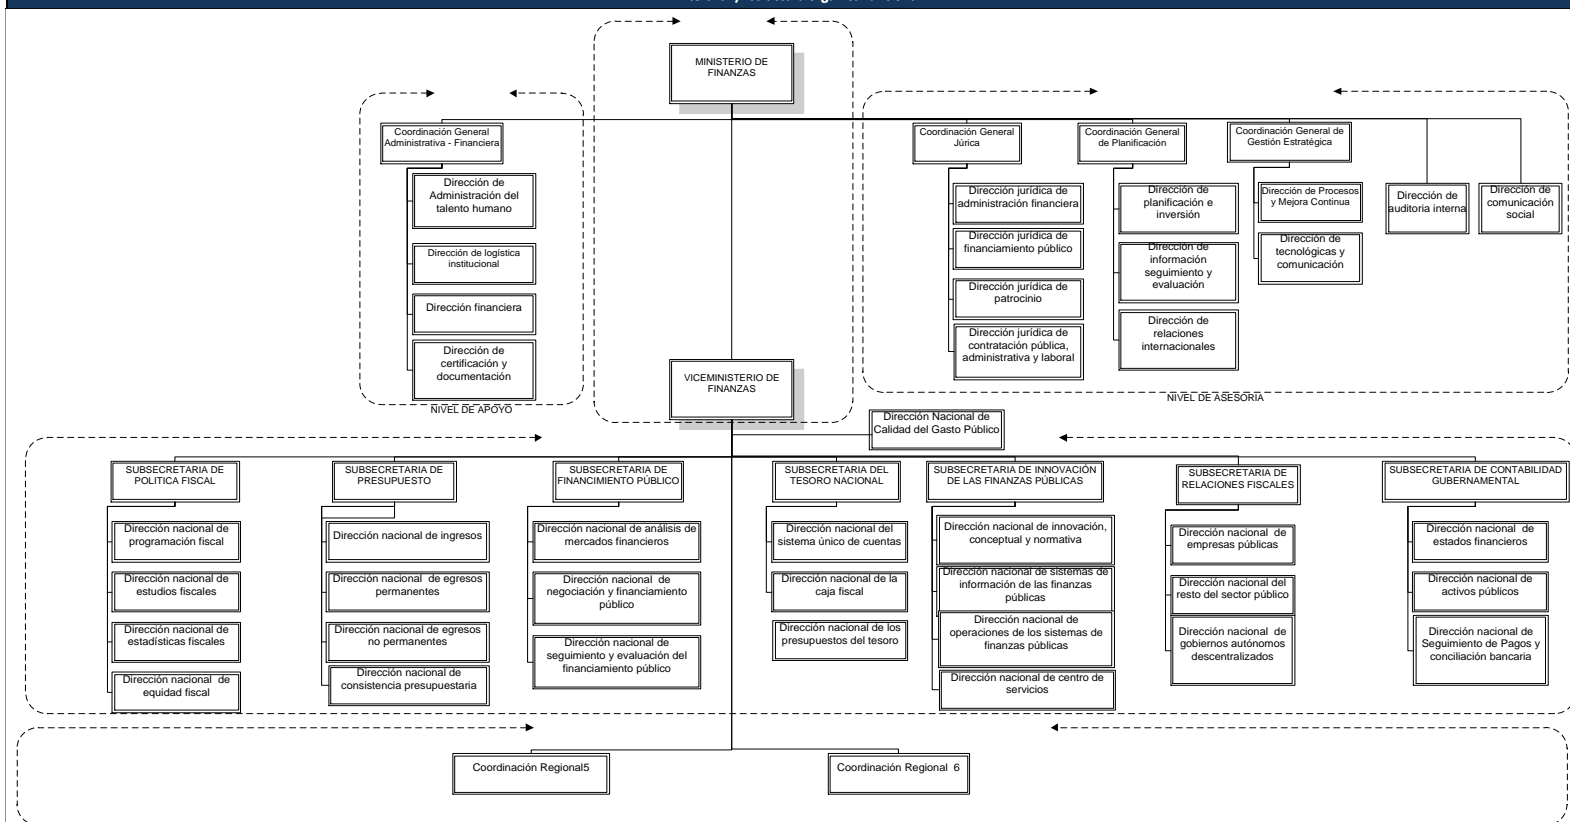 MINISTERIO DE
FINANZAS
Coordinación General
Administrativa - Financiera
Dirección de
Administración del
talento humano
Dirección de logística
institucional
Dirección financiera
Dirección de
certificación y
documentación
NIVEL DE APOYO
Coordinación General
Júrica
Dirección jurídica de
administración financiera
Dirección jurídica de
financiamiento público
Dirección jurídica de
patrocinio
Dirección jurídica de
contratación pública,
administrativa y laboral
Coordinación General
de Planificación
Dirección de
planificación e
inversión
Dirección de
información
seguimiento y
evaluación
Dirección de
relaciones
internacionales
Coordinación General de
Gestión Estratégica
Dirección de Procesos
y Mejora Continua
Dirección de
tecnológicas y
comunicación
Dirección de
auditoria interna
Dirección de
comunicación
social
NIVEL DE ASESORIA
VICEMINISTERIO DE
FINANZAS
Dirección Nacional de
Calidad del Gasto Público
SUBSECRETARIA DE
POLITICA FISCAL
Dirección nacional de
programación fiscal
Dirección nacional de
estudios fiscales
Dirección nacional de
estadísticas fiscales
Dirección nacional  de
equidad fiscal
SUBSECRETARIA DE
PRESUPUESTO
Dirección nacional de ingresos
Dirección nacional  de egresos
permanentes
Dirección nacional de egresos
no permanentes
Dirección nacional de
consistencia presupuestaria
SUBSECRETARIA DE
FINANCIMIENTO PÚBLICO
Dirección nacional de análisis de
mercados financieros
Dirección nacional  de
negociación y financiamiento
público
Dirección nacional de
seguimiento y evaluación del
financiamiento público
SUBSECRETARIA DEL
TESORO NACIONAL
Dirección nacional del
sistema único de cuentas
Dirección nacional de la
caja fiscal
Dirección nacional de los
presupuestos del tesoro
SUBSECRETARIA DE INNOVACIÓN
DE LAS FINANZAS PÚBLICAS
Dirección nacional de innovación,
conceptual y normativa
Dirección nacional de sistemas de
información de las finanzas
públicas
Dirección nacional de
operaciones de los sistemas de
finanzas públicas
Dirección nacional de centro de
servicios
SUBSECRETARIA DE
RELACIONES FISCALES
Dirección nacional de
empresas públicas
Dirección nacional del
resto del sector público
Dirección nacional  de
gobiernos autónomos
descentralizados
SUBSECRETARIA DE CONTABILIDAD
GUBERNAMENTAL
Dirección nacional  de
estados financieros
Dirección nacional de
activos públicos
Dirección nacional de
Seguimiento de Pagos y
conciliación bancaria
Coordinación Regional5
Coordinación Regional  6